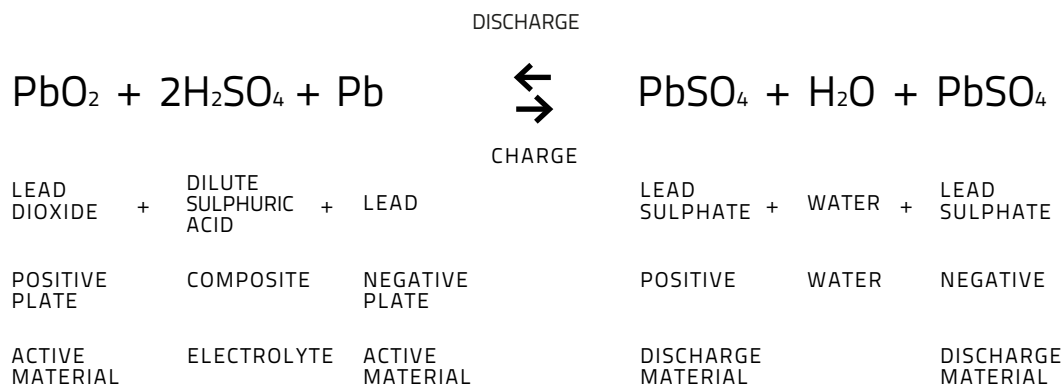 DISCHARGE
PbO₂ + 2H₂SO₄ + Pb ← → PbSO₄ + H₂O + PbSO₄
CHARGE
LEAD DIOXIDE + DILUTE SULPHURIC ACID + LEAD
LEAD SULPHATE + WATER + LEAD SULPHATE
POSITIVE PLATE COMPOSITE NEGATIVE PLATE POSITIVE WATER NEGATIVE
ACTIVE MATERIAL ELECTROLYTE ACTIVE MATERIAL DISCHARGE MATERIAL DISCHARGE MATERIAL